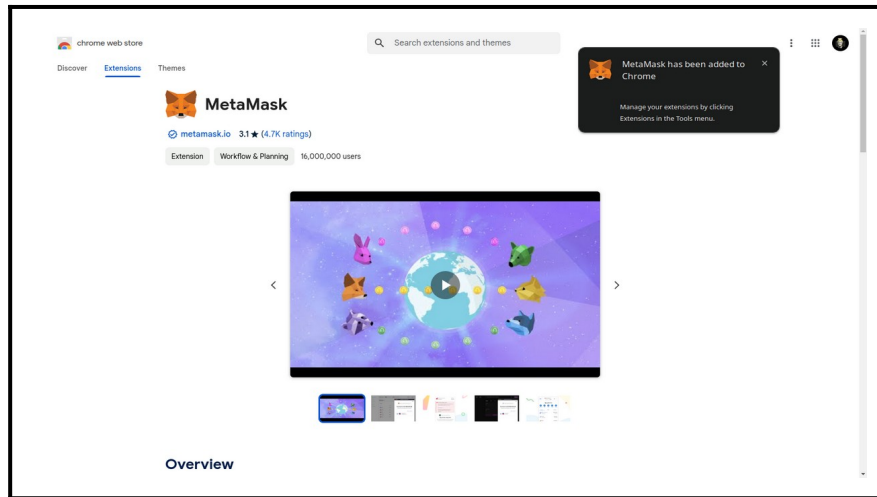 chrome web store
Search extensions and themes
Discover Extensions Themes
MetaMask has been added to
Chrome
Manage your extensions by clicking
Extensions in the Tools menu.
MetaMask
metamask.io 3.1 ★ (4.7K ratings)
Extension Workflow & Planning 16,000,000 users
Overview